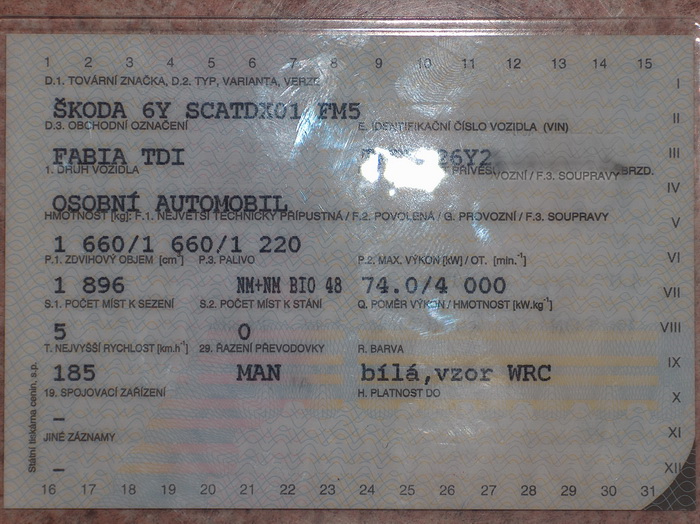 1 2 3 4 5 6 7 8 9 10 11 12 13 14 15
D.1. TOVÁRNÍ ZNAČKA, D.2. TYP, VARIANTA, VERZE
I
ŠKODA 6Y SCATDX01 FM5
II
D.3. OBCHODNÍ OZNAČENÍ E. IDENTIFIKAČNÍ ČÍSLO VOZIDLA (VIN)
FABIA TDI 26Y2
III
1. DRUH VOZIDLA PŘÍVĚS VOZNÍ / F.3. SOUPRAVY BRZD.
IV
OSOBNÍ AUTOMOBIL
HMOTNOST [kg]: F.1. NEJVĚTŠÍ TECHNICKY PŘÍPUSTNÁ / F.2. POVOLENÁ / G. PROVOZNÍ / F.3. SOUPRAVY
V
1 660/1 660/1 220
P.1. ZDVIHOVÝ OBJEM [cm³] P.3. PALIVO P.2. MAX. VÝKON [kW] / OT. [min.⁻¹]
VI
1 896 NM+NM BIO 48 74.0/4 000
VII
S.1. POČET MÍST K SEZENÍ S.2. POČET MÍST K STÁNÍ Q. POMĚR VÝKON / HMOTNOST [kW.kg⁻¹]
5 0
VIII
T. NEJVYŠŠÍ RYCHLOST [km.h⁻¹] 29. ŘAZENÍ PŘEVODOVKY R. BARVA
IX
185 MAN bílá,vzor WRC
19. SPOJOVACÍ ZAŘÍZENÍ H. PLATNOST DO
X
–
XI
JINÉ ZÁZNAMY
–
XII
16 17 18 19 20 21 22 23 24 25 26 27 28 29 30 31
Státní tiskárna cenin, s.p.